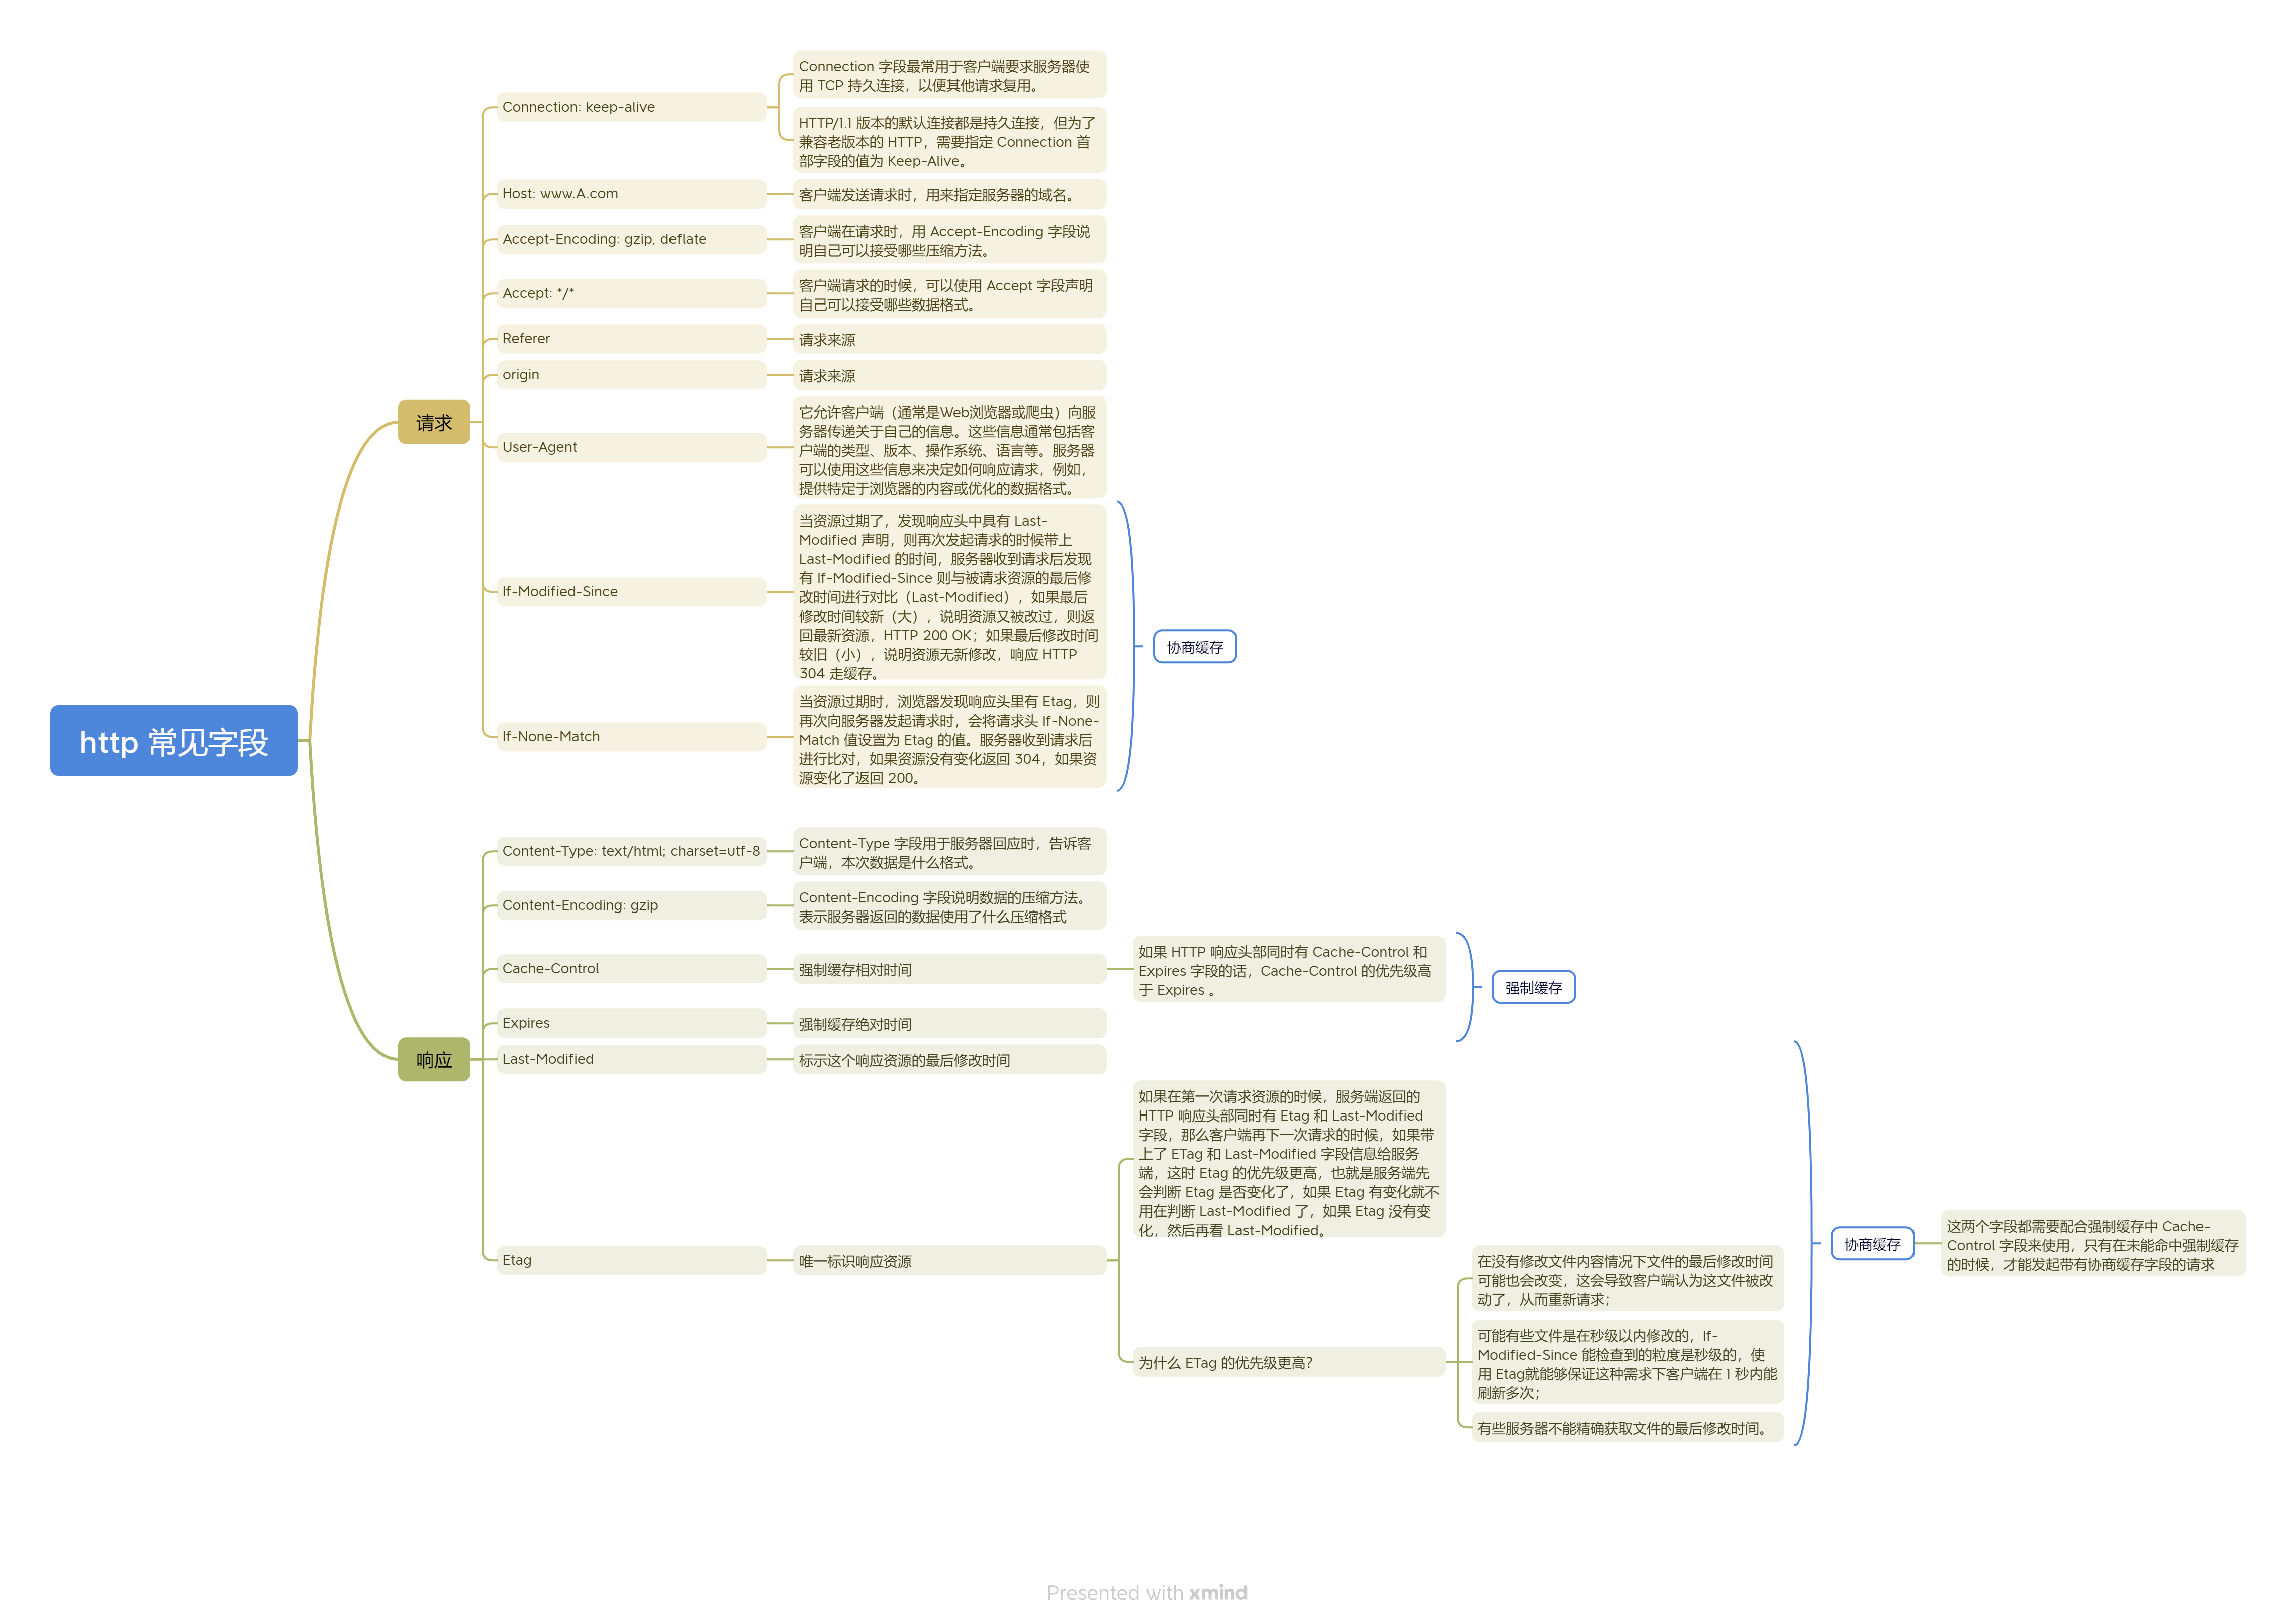 http 常见字段
请求
Connection: keep-alive
Connection 字段最常用于客户端要求服务器使
用 TCP 持久连接，以便其他请求复用。
HTTP/1.1 版本的默认连接都是持久连接，但为了
兼容老版本的 HTTP，需要指定 Connection 首
部字段的值为 Keep-Alive。
Host: www.A.com
客户端发送请求时，用来指定服务器的域名。
Accept-Encoding: gzip, deflate
客户端在请求时，用 Accept-Encoding 字段说
明自己可以接受哪些压缩方法。
Accept: */*
客户端请求的时候，可以使用 Accept 字段声明
自己可以接受哪些数据格式。
Referer
请求来源
origin
请求来源
User-Agent
它允许客户端（通常是Web浏览器或爬虫）向服
务器传递关于自己的信息。这些信息通常包括客
户端的类型、版本、操作系统、语言等。服务器
可以使用这些信息来决定如何响应请求，例如，
提供特定于浏览器的内容或优化的数据格式。
If-Modified-Since
当资源过期了，发现响应头中具有 Last-
Modified 声明，则再次发起请求的时候带上
Last-Modified 的时间，服务器收到请求后发现
有 If-Modified-Since 则与被请求资源的最后修
改时间进行对比（Last-Modified），如果最后
修改时间较新（大），说明资源又被改过，则返
回最新资源，HTTP 200 OK；如果最后修改时间
较旧（小），说明资源无新修改，响应 HTTP
304 走缓存。
If-None-Match
当资源过期时，浏览器发现响应头里有 Etag，则
再次向服务器发起请求时，会将请求头 If-None-
Match 值设置为 Etag 的值。服务器收到请求后
进行比对，如果资源没有变化返回 304，如果资
源变化了返回 200。
协商缓存
响应
Content-Type: text/html; charset=utf-8
Content-Type 字段用于服务器回应时，告诉客
户端，本次数据是什么格式。
Content-Encoding: gzip
Content-Encoding 字段说明数据的压缩方法。
表示服务器返回的数据使用了什么压缩格式
Cache-Control
强制缓存相对时间
如果 HTTP 响应头部同时有 Cache-Control 和
Expires 字段的话，Cache-Control 的优先级高
于 Expires 。
Expires
强制缓存绝对时间
强制缓存
Last-Modified
标示这个响应资源的最后修改时间
Etag
唯一标识响应资源
如果在第一次请求资源的时候，服务端返回的
HTTP 响应头部同时有 Etag 和 Last-Modified
字段，那么客户端再下一次请求的时候，如果带
上了 ETag 和 Last-Modified 字段信息给服务
端，这时 Etag 的优先级更高，也就是服务端先
会判断 Etag 是否变化了，如果 Etag 有变化就不
用在判断 Last-Modified 了，如果 Etag 没有变
化，然后再看 Last-Modified。
为什么 ETag 的优先级更高？
在没有修改文件内容情况下文件的最后修改时间
可能也会改变，这会导致客户端认为这文件被改
动了，从而重新请求；
可能有些文件是在秒级以内修改的，If-
Modified-Since 能检查到的粒度是秒级的，使
用 Etag就能够保证这种需求下客户端在 1 秒内能
刷新多次；
有些服务器不能精确获取文件的最后修改时间。
协商缓存
这两个字段都需要配合强制缓存中 Cache-
Control 字段来使用，只有在未能命中强制缓存
的时候，才能发起带有协商缓存字段的请求
Presented with xmind